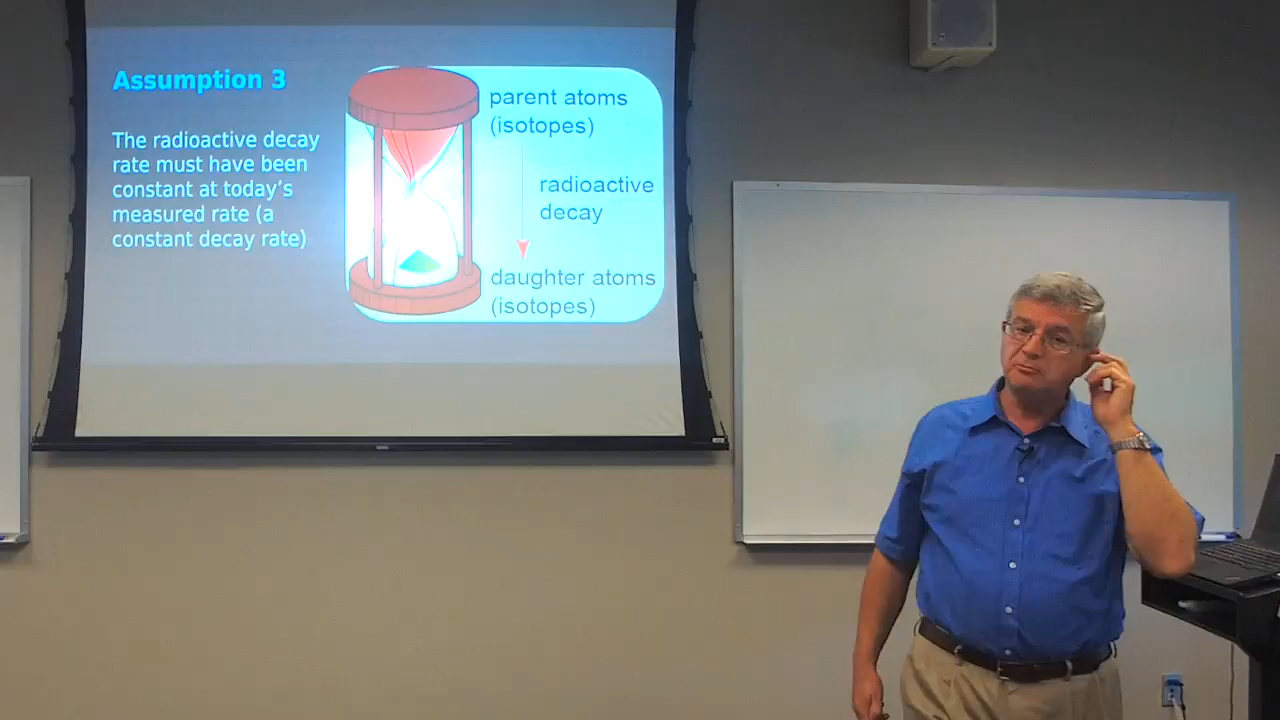 Assumption 3
The radioactive decay
rate must have been
constant at today's
measured rate (a
constant decay rate)
parent atoms
(isotopes)
radioactive
decay
daughter atoms
(isotopes)